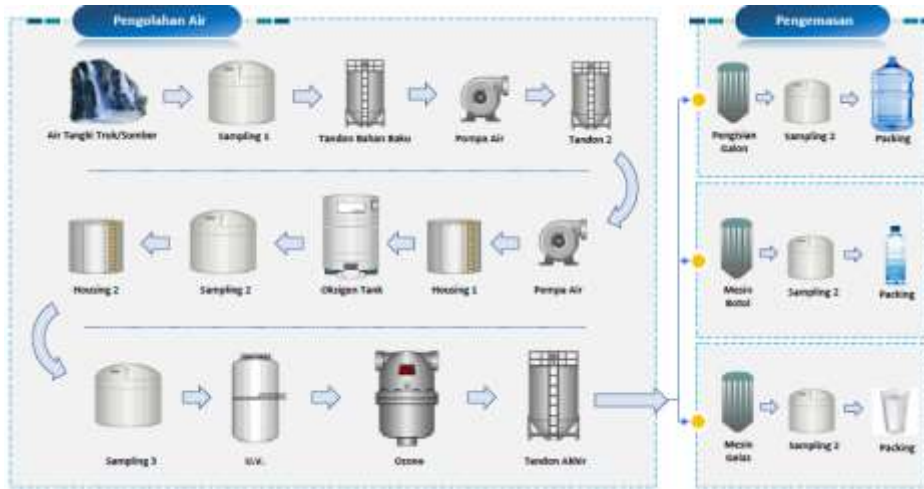 Pengolahan Air
Pengemasan
Air Tangki Truk/Sumber
Sampling 1
Tandon Bahan Baku
Pompa Air
Tandon 2
Housing 2
Sampling 2
Oksigen Tank
Housing 1
Pompa Air
Sampling 3
U.V.
Ozone
Tandon Akhir
Pengisian
Galon
Sampling 2
Packing
Mesin
Botol
Sampling 2
Packing
Mesin
Gelas
Sampling 2
Packing